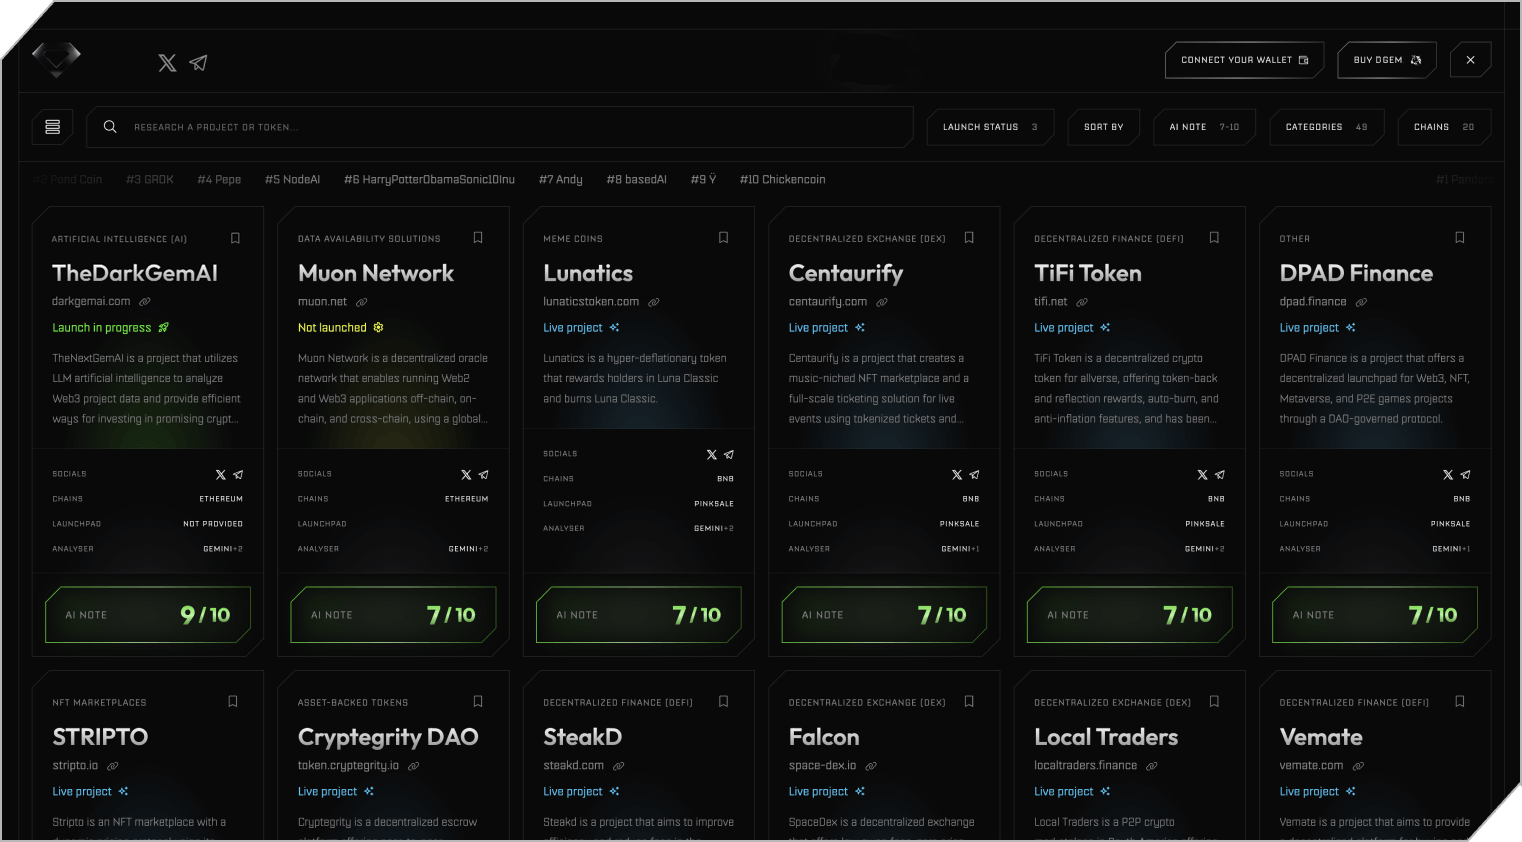 CONNECT YOUR WALLET
BUY DGEM
RESEARCH A PROJECT OR TOKEN...
LAUNCH STATUS 3
SORT BY
AI NOTE 7-10
CATEGORIES 49
CHAINS 20
#2 Pond Coin #3 GROK #4 Pepe #5 NodeAI #6 HarryPotterObamaSonic10Inu #7 Andy #8 basedAI #9 Ÿ #10 Chickencoin #1 Pandora
ARTIFICIAL INTELLIGENCE (AI)
TheDarkGemAI
darkgemai.com
Launch in progress
TheNextGemAI is a project that utilizes
LLM artificial intelligence to analyze
Web3 project data and provide efficient
ways for investing in promising crypt...
SOCIALS
CHAINS ETHEREUM
LAUNCHPAD NOT PROVIDED
ANALYSER GEMINI+2
AI NOTE 9/10
DATA AVAILABILITY SOLUTIONS
Muon Network
muon.net
Not launched
Muon Network is a decentralized oracle
network that enables running Web2
and Web3 applications off-chain, on-
chain, and cross-chain, using a global...
SOCIALS
CHAINS ETHEREUM
LAUNCHPAD
ANALYSER GEMINI+2
AI NOTE 7/10
MEME COINS
Lunatics
lunaticstoken.com
Live project
Lunatics is a hyper-deflationary token
that rewards holders in Luna Classic
and burns Luna Classic.
SOCIALS
CHAINS BNB
LAUNCHPAD PINKSALE
ANALYSER GEMINI+2
AI NOTE 7/10
DECENTRALIZED EXCHANGE (DEX)
Centaurify
centaurify.com
Live project
Centaurify is a project that creates a
music-niched NFT marketplace and a
full-scale ticketing solution for live
events using tokenized tickets and...
SOCIALS
CHAINS BNB
LAUNCHPAD PINKSALE
ANALYSER GEMINI+1
AI NOTE 7/10
DECENTRALIZED FINANCE (DEFI)
TiFi Token
tifi.net
Live project
TiFi Token is a decentralized crypto
token for allverse, offering token-back
and reflection rewards, auto-burn, and
anti-inflation features, and has been...
SOCIALS
CHAINS BNB
LAUNCHPAD PINKSALE
ANALYSER GEMINI+2
AI NOTE 7/10
OTHER
DPAD Finance
dpad.finance
Live project
DPAD Finance is a project that offers a
decentralized launchpad for Web3, NFT,
Metaverse, and P2E games projects
through a DAO-governed protocol.
SOCIALS
CHAINS BNB
LAUNCHPAD PINKSALE
ANALYSER GEMINI+1
AI NOTE 7/10
NFT MARKETPLACES
STRIPTO
stripto.io
Live project
Stripto is an NFT marketplace with a
ASSET-BACKED TOKENS
Cryptegrity DAO
token.cryptegrity.io
Live project
Cryptegrity is a decentralized escrow
DECENTRALIZED FINANCE (DEFI)
SteakD
steakd.com
Live project
Steakd is a project that aims to improve
DECENTRALIZED EXCHANGE (DEX)
Falcon
space-dex.io
Live project
SpaceDex is a decentralized exchange
DECENTRALIZED EXCHANGE (DEX)
Local Traders
localtraders.finance
Live project
Local Traders is a P2P crypto
DECENTRALIZED FINANCE (DEFI)
Vemate
vemate.com
Live project
Vemate is a project that aims to provide